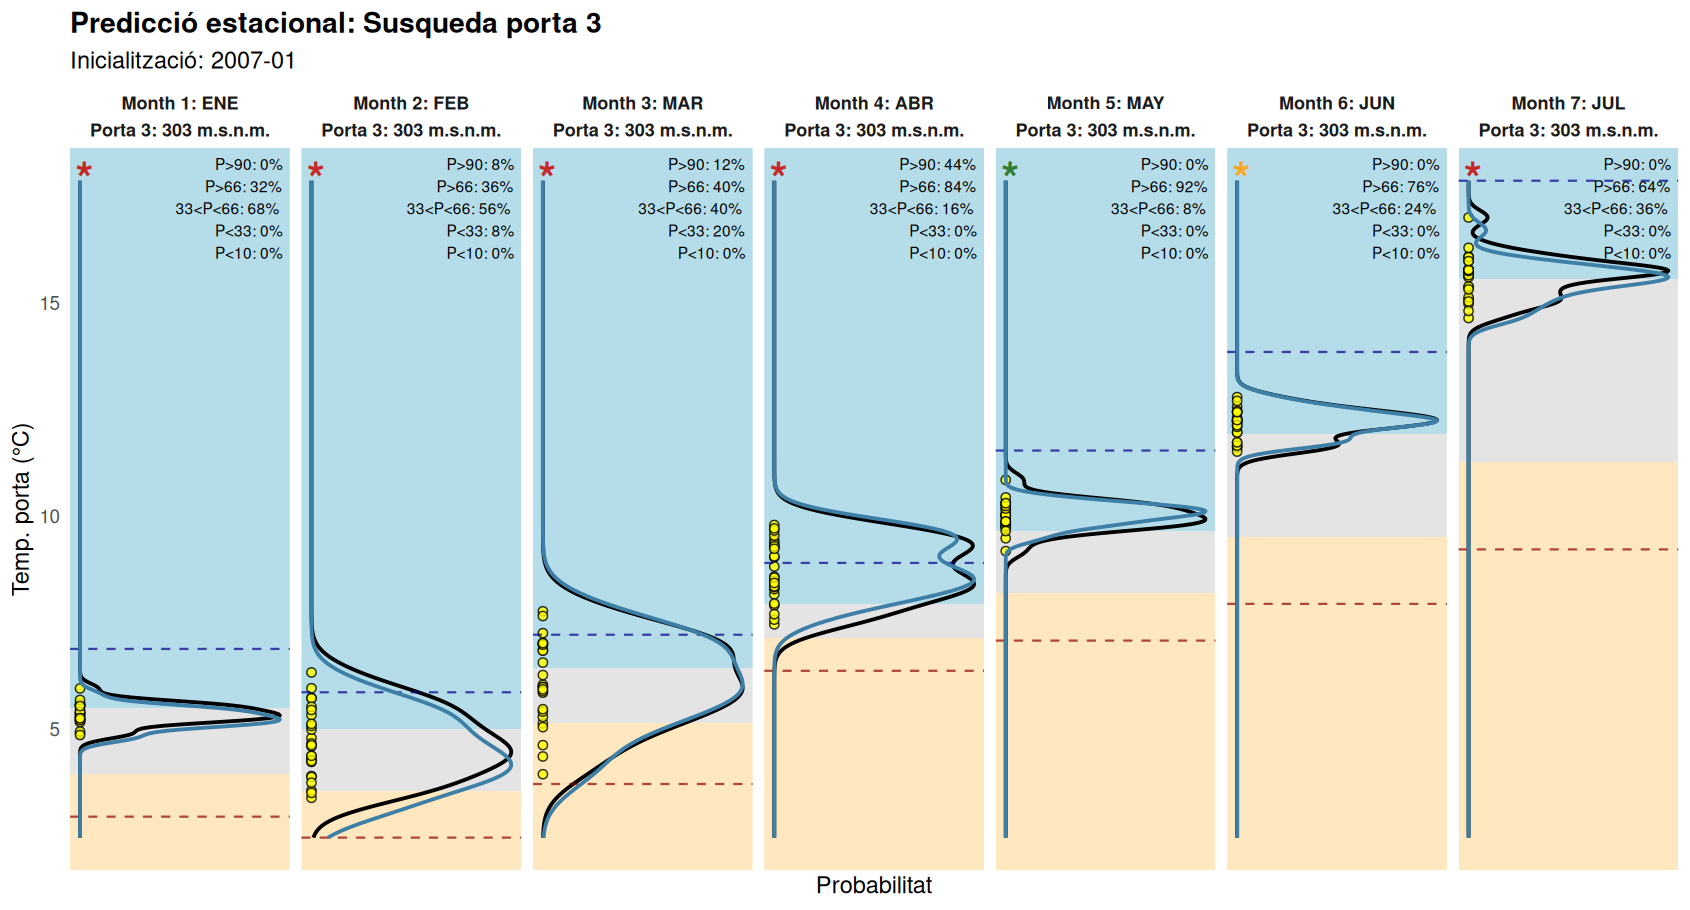 Predicció estacional: Susqueda porta 3
Inicialització: 2007-01
Month 1: ENE
Porta 3: 303 m.s.n.m.
Month 2: FEB
Porta 3: 303 m.s.n.m.
Month 3: MAR
Porta 3: 303 m.s.n.m.
Month 4: ABR
Porta 3: 303 m.s.n.m.
Month 5: MAY
Porta 3: 303 m.s.n.m.
Month 6: JUN
Porta 3: 303 m.s.n.m.
Month 7: JUL
Porta 3: 303 m.s.n.m.
*
P>90: 0%
P>66: 32%
33<P<66: 68%
P<33: 0%
P<10: 0%
*
P>90: 8%
P>66: 36%
33<P<66: 56%
P<33: 8%
P<10: 0%
*
P>90: 12%
P>66: 40%
33<P<66: 40%
P<33: 20%
P<10: 0%
*
P>90: 44%
P>66: 84%
33<P<66: 16%
P<33: 0%
P<10: 0%
*
P>90: 0%
P>66: 92%
33<P<66: 8%
P<33: 0%
P<10: 0%
*
P>90: 0%
P>66: 76%
33<P<66: 24%
P<33: 0%
P<10: 0%
*
P>90: 0%
P>66: 64%
33<P<66: 36%
P<33: 0%
P<10: 0%
15
10
5
Temp. porta (°C)
Probabilitat